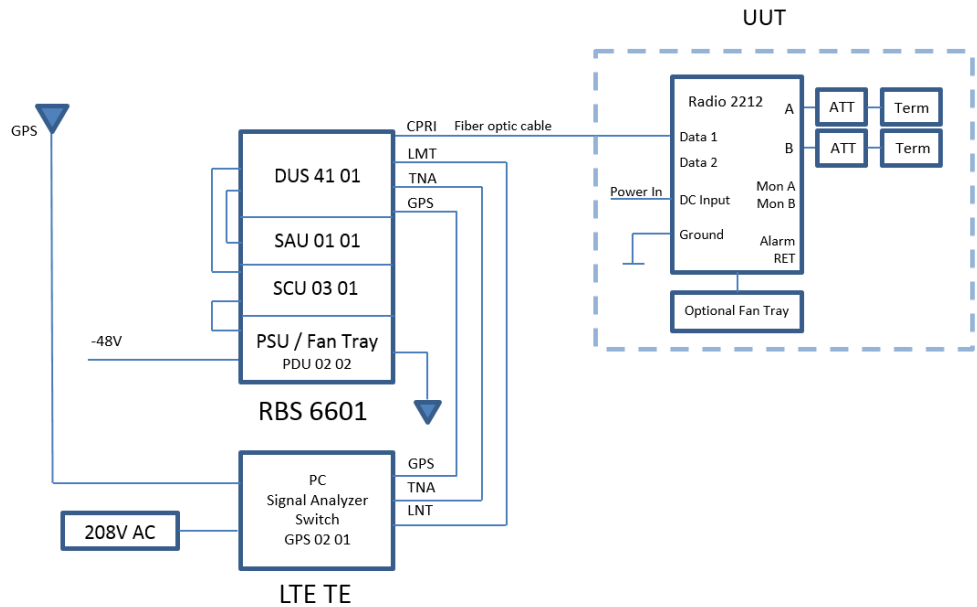 UUT
GPS
CPRI
Fiber optic cable
LMT
TNA
GPS
DUS 41 01
SAU 01 01
SCU 03 01
PSU / Fan Tray
PDU 02 02
-48V
RBS 6601
Radio 2212
A
ATT
Term
B
ATT
Term
Data 1
Data 2
Power In
DC Input
Mon A
Mon B
Ground
Alarm
RET
Optional Fan Tray
PC
Signal Analyzer
Switch
GPS 02 01
GPS
TNA
LNT
208V AC
LTE TE